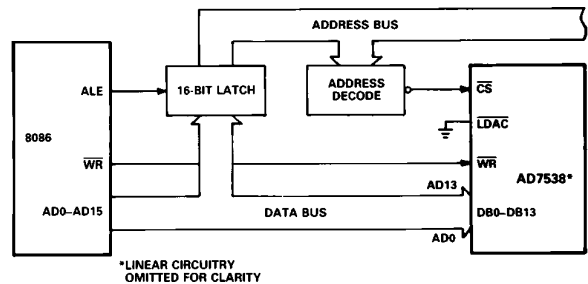 ADDRESS BUS
ALE
16-BIT LATCH
ADDRESS
DECODE
CS
LDAC
8086
WR
WR
AD7538*
AD13
AD0–AD15
DATA BUS
DB0–DB13
AD0
*LINEAR CIRCUITRY
OMITTED FOR CLARITY